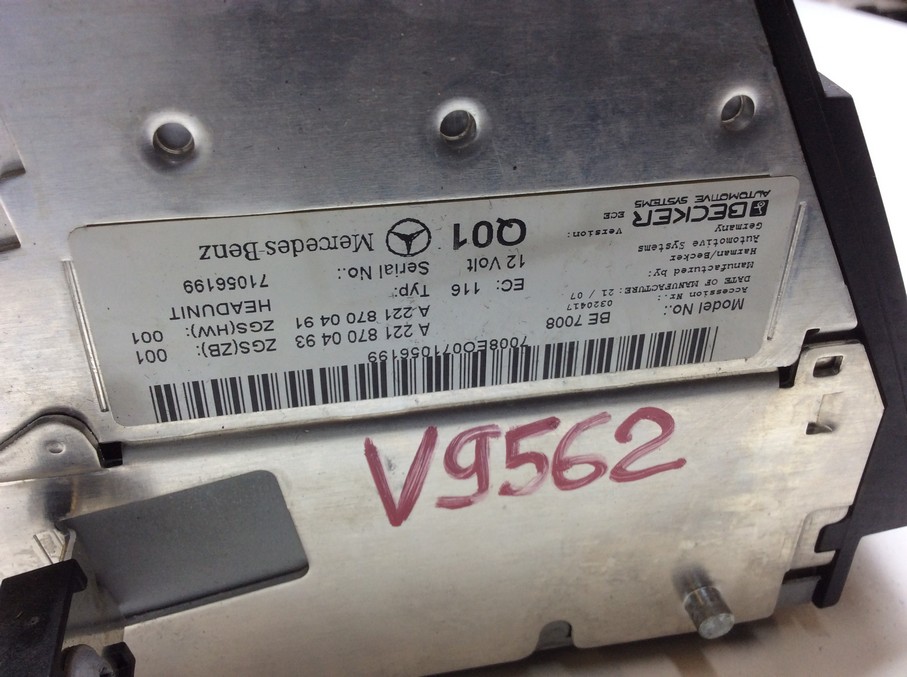 7008EO071056199
Model No.: BE 7008
Accession Nr.: 0320417
DATE OF MANUFACTURE: 21 / 07
Manufactured by:
Harman/Becker
Automotive Systems
Germany
BECKER
AUTOMOTIVE SYSTEMS
Version:
ECE
A 221 870 04 93 ZGS(ZB): 001
A 221 870 04 91 ZGS(HW): 001
EC: 116 Typ: HEADUNIT
12 Volt Serial No.: 71056199
Q01 Mercedes-Benz
V9562